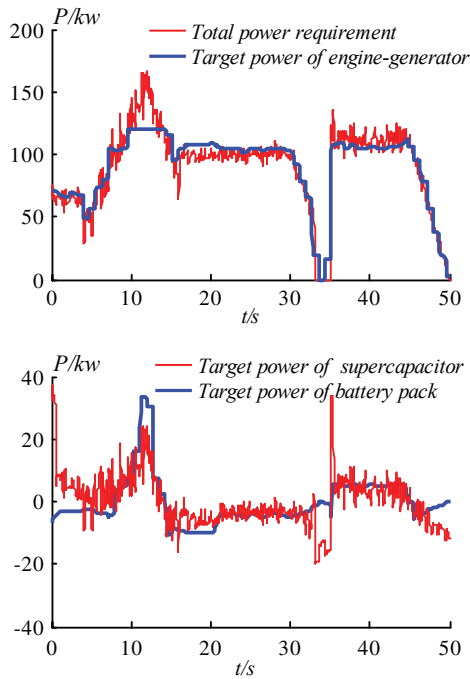 P/kw
Total power requirement
Target power of engine-generator
200
150
100
50
0
0 10 20 30 40 50
t/s
P/kw
Target power of supercapacitor
Target power of battery pack
40
20
0
-20
-40
0 10 20 30 40 50
t/s